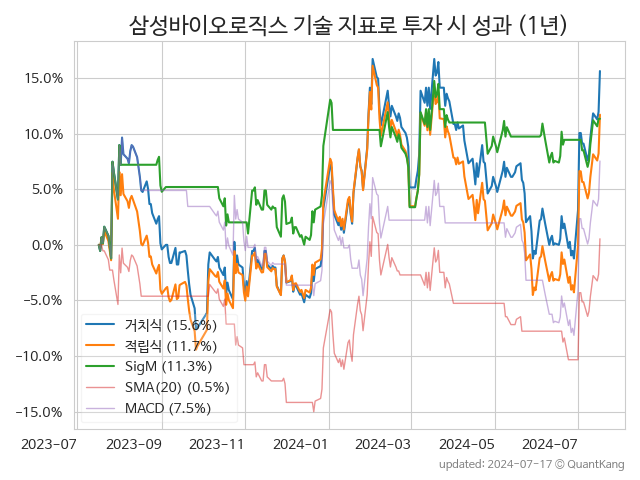 삼성바이오로직스 기술 지표로 투자 시 성과 (1년)
15.0%
10.0%
5.0%
0.0%
−5.0%
−10.0%
−15.0%
거치식 (15.6%)
적립식 (11.7%)
SigM (11.3%)
SMA(20) (0.5%)
MACD (7.5%)
2023-07 2023-09 2023-11 2024-01 2024-03 2024-05 2024-07
updated: 2024-07-17 © QuantKang